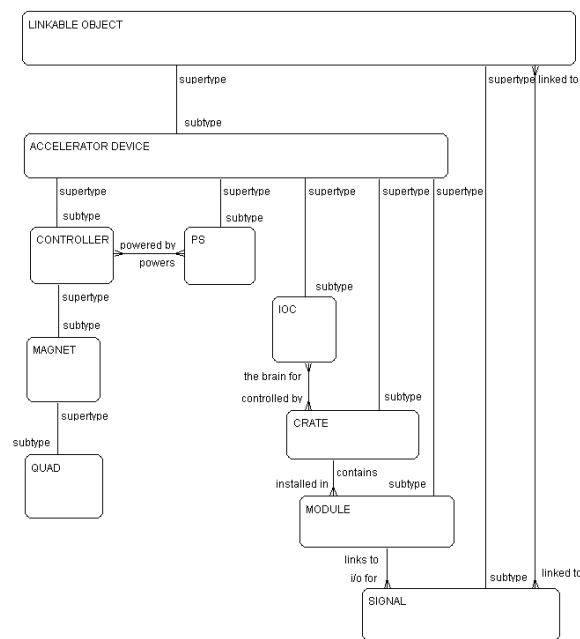 LINKABLE OBJECT
supertype
supertype
linked to
subtype
ACCELERATOR DEVICE
supertype
supertype
supertype
supertype
supertype
subtype
subtype
CONTROLLER
powered by
powers
PS
subtype
supertype
IOC
subtype
MAGNET
the brain for
controlled by
subtype
supertype
CRATE
subtype
contains
QUAD
installed in
subtype
MODULE
links to
i/o for
subtype
linked to
SIGNAL